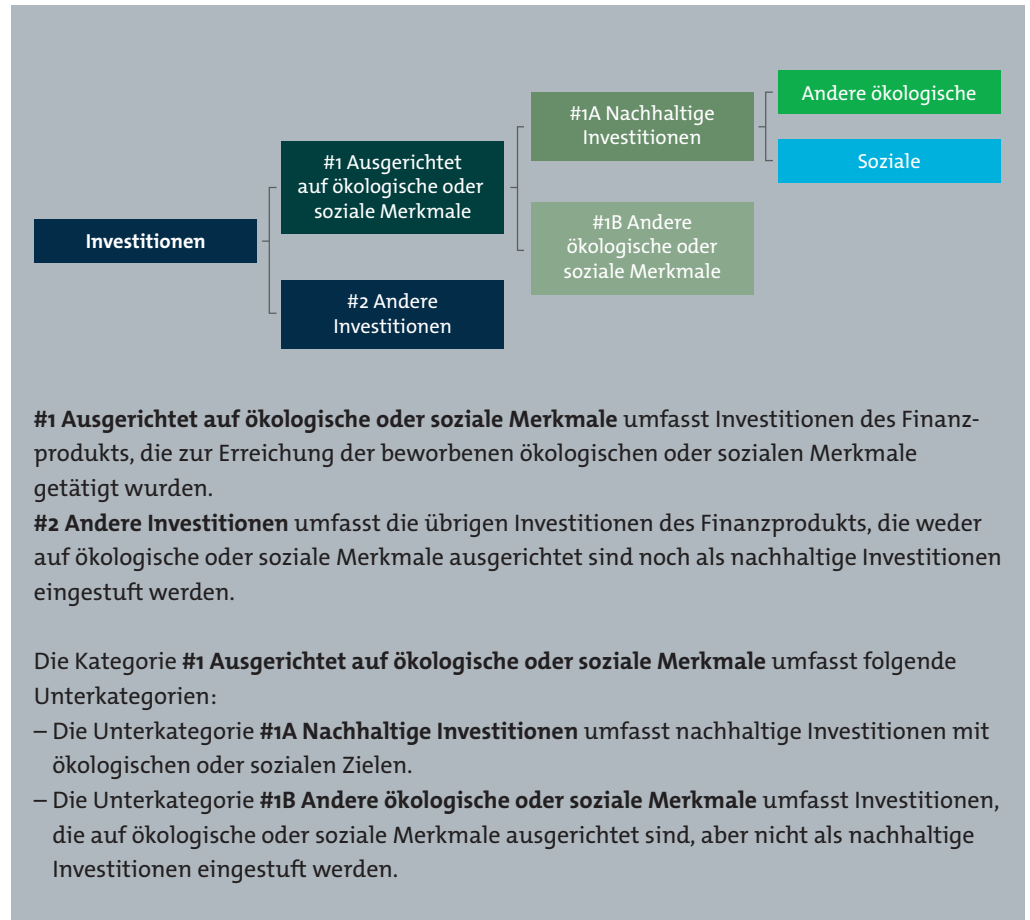 Andere ökologische
#1A Nachhaltige
Investitionen
Soziale
#1 Ausgerichtet
auf ökologische oder
soziale Merkmale
#1B Andere
ökologische oder
soziale Merkmale
Investitionen
#2 Andere
Investitionen
#1 Ausgerichtet auf ökologische oder soziale Merkmale umfasst Investitionen des Finanz-
produkts, die zur Erreichung der beworbenen ökologischen oder sozialen Merkmale
getätigt wurden.
#2 Andere Investitionen umfasst die übrigen Investitionen des Finanzprodukts, die weder
auf ökologische oder soziale Merkmale ausgerichtet sind noch als nachhaltige Investitionen
eingestuft werden.
Die Kategorie #1 Ausgerichtet auf ökologische oder soziale Merkmale umfasst folgende
Unterkategorien:
– Die Unterkategorie #1A Nachhaltige Investitionen umfasst nachhaltige Investitionen mit
ökologischen oder sozialen Zielen.
– Die Unterkategorie #1B Andere ökologische oder soziale Merkmale umfasst Investitionen,
die auf ökologische oder soziale Merkmale ausgerichtet sind, aber nicht als nachhaltige
Investitionen eingestuft werden.